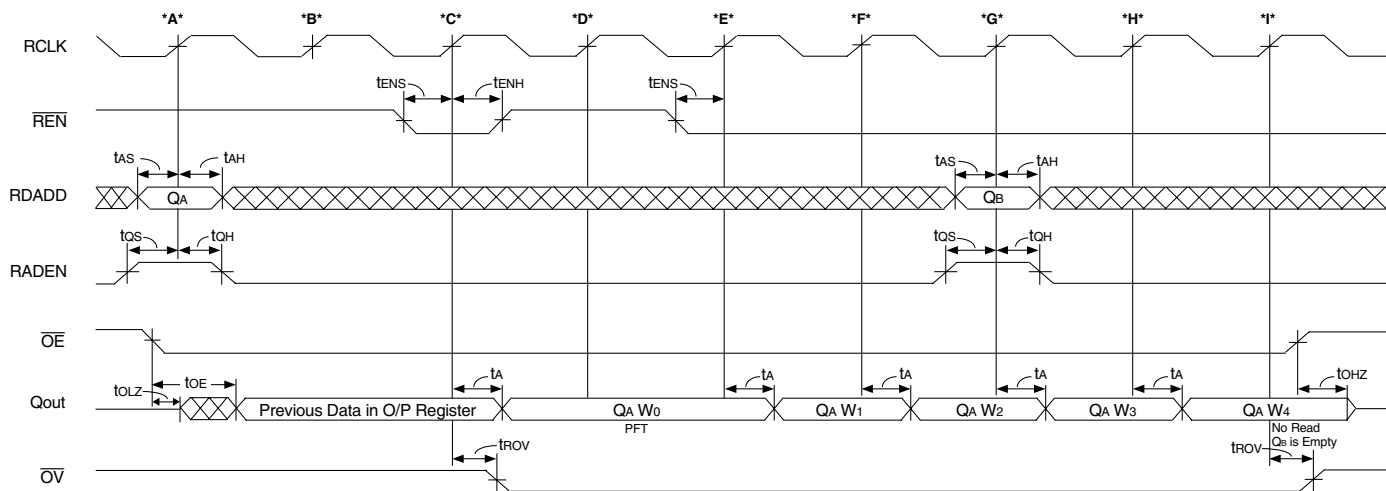 *A* *B* *C* *D* *E* *F* *G* *H* *I*
RCLK
tENS tENH tENS
REN
tAS tAH tAS tAH
RDADD QA QB
tQS tQH tQS tQH
RADEN
OE
tOLZ tOE tA tA tA tA tA tOHZ
Qout Previous Data in O/P Register QA W0 QA W1 QA W2 QA W3 QA W4
PFT No Read
QB is Empty
tROV tROV
OV